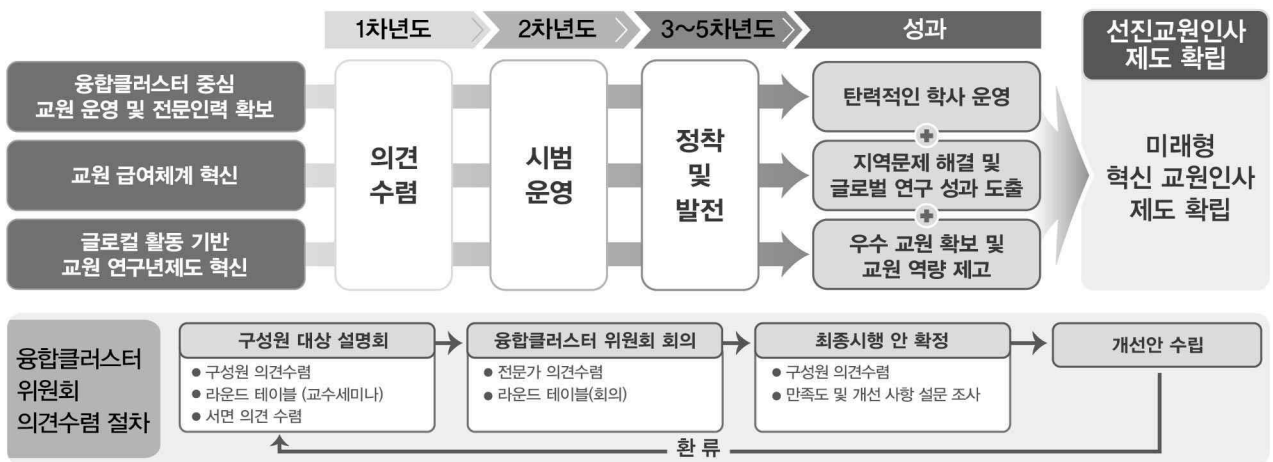 1차년도
2차년도
3~5차년도
성과
선진교원인사
제도 확립
융합클러스터 중심
교원 운영 및 전문인력 확보
교원 급여체계 혁신
글로컬 활동 기반
교원 연구년제도 혁신
의견
수렴
시범
운영
정착
및
발전
탄력적인 학사 운영
+
지역문제 해결 및
글로벌 연구 성과 도출
+
우수 교원 확보 및
교원 역량 제고
미래형
혁신 교원인사
제도 확립
융합클러스터
위원회
의견수렴 절차
구성원 대상 설명회
● 구성원 의견수렴
● 라운드 테이블 (교수세미나)
● 서면 의견 수렴
융합클러스터 위원회 회의
● 전문가 의견수렴
● 라운드 테이블(회의)
최종시행 안 확정
● 구성원 의견수렴
● 만족도 및 개선 사항 설문 조사
개선안 수립
환 류